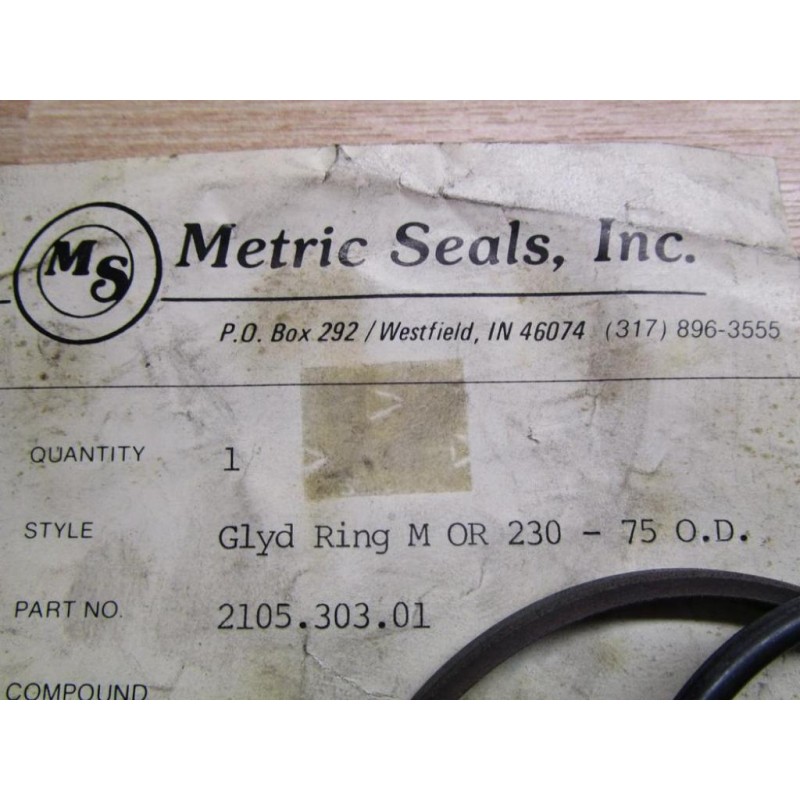 MS
Metric Seals, Inc.
P.O. Box 292 / Westfield, IN 46074 (317) 896-3555
QUANTITY 1
STYLE Glyd Ring M OR 230 - 75 O.D.
PART NO. 2105.303.01
COMPOUND